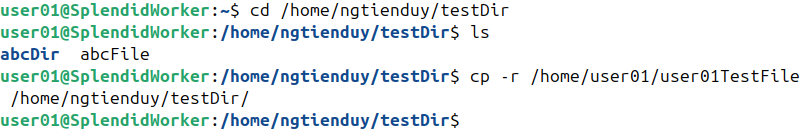 user01@SplendidWorker:~$ cd /home/ngtienduy/testDir
user01@SplendidWorker:/home/ngtienduy/testDir$ ls
abcDir  abcFile
user01@SplendidWorker:/home/ngtienduy/testDir$ cp -r /home/user01/user01TestFile
 /home/ngtienduy/testDir/
user01@SplendidWorker:/home/ngtienduy/testDir$